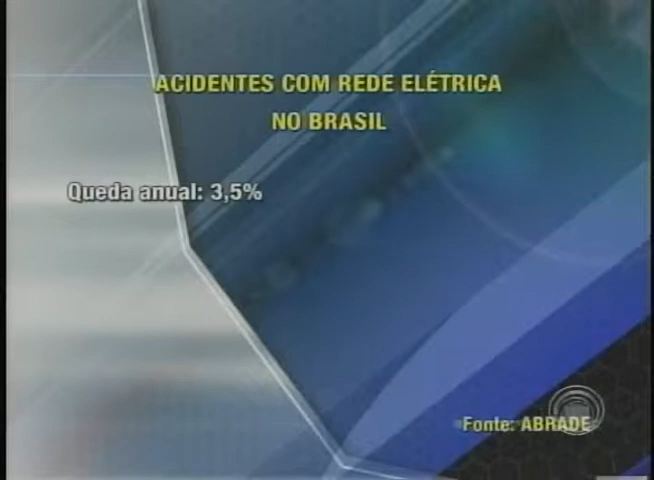 ACIDENTES COM REDE ELÉTRICA
NO BRASIL
Queda anual: 3,5%
Fonte: ABRADE